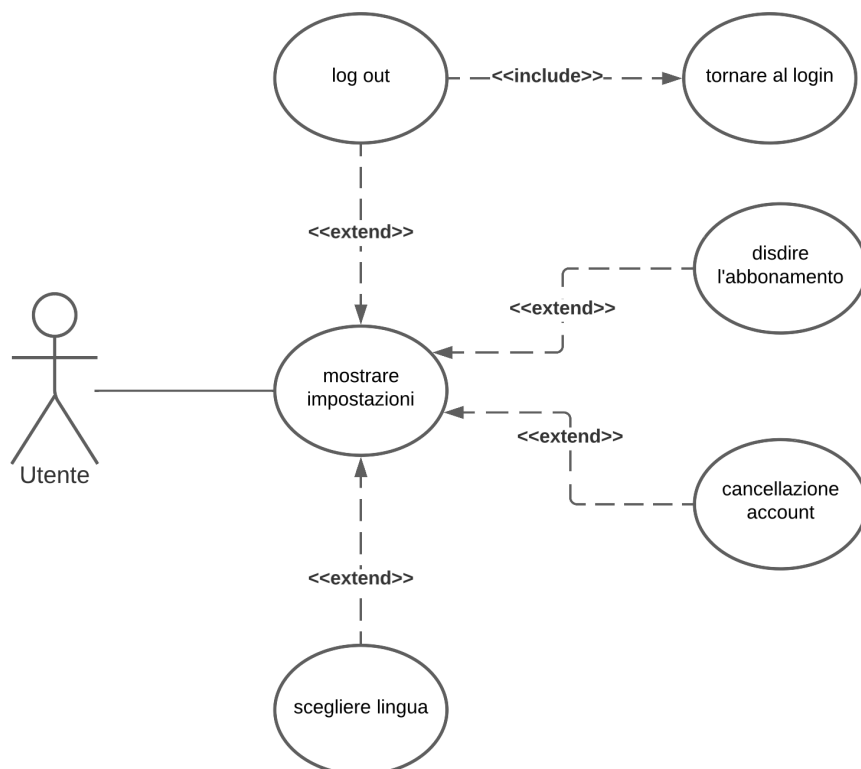 log out
<<include>>
tornare al login
<<extend>>
disdire
l'abbonamento
<<extend>>
mostrare
impostazioni
<<extend>>
Utente
cancellazione
account
<<extend>>
scegliere lingua